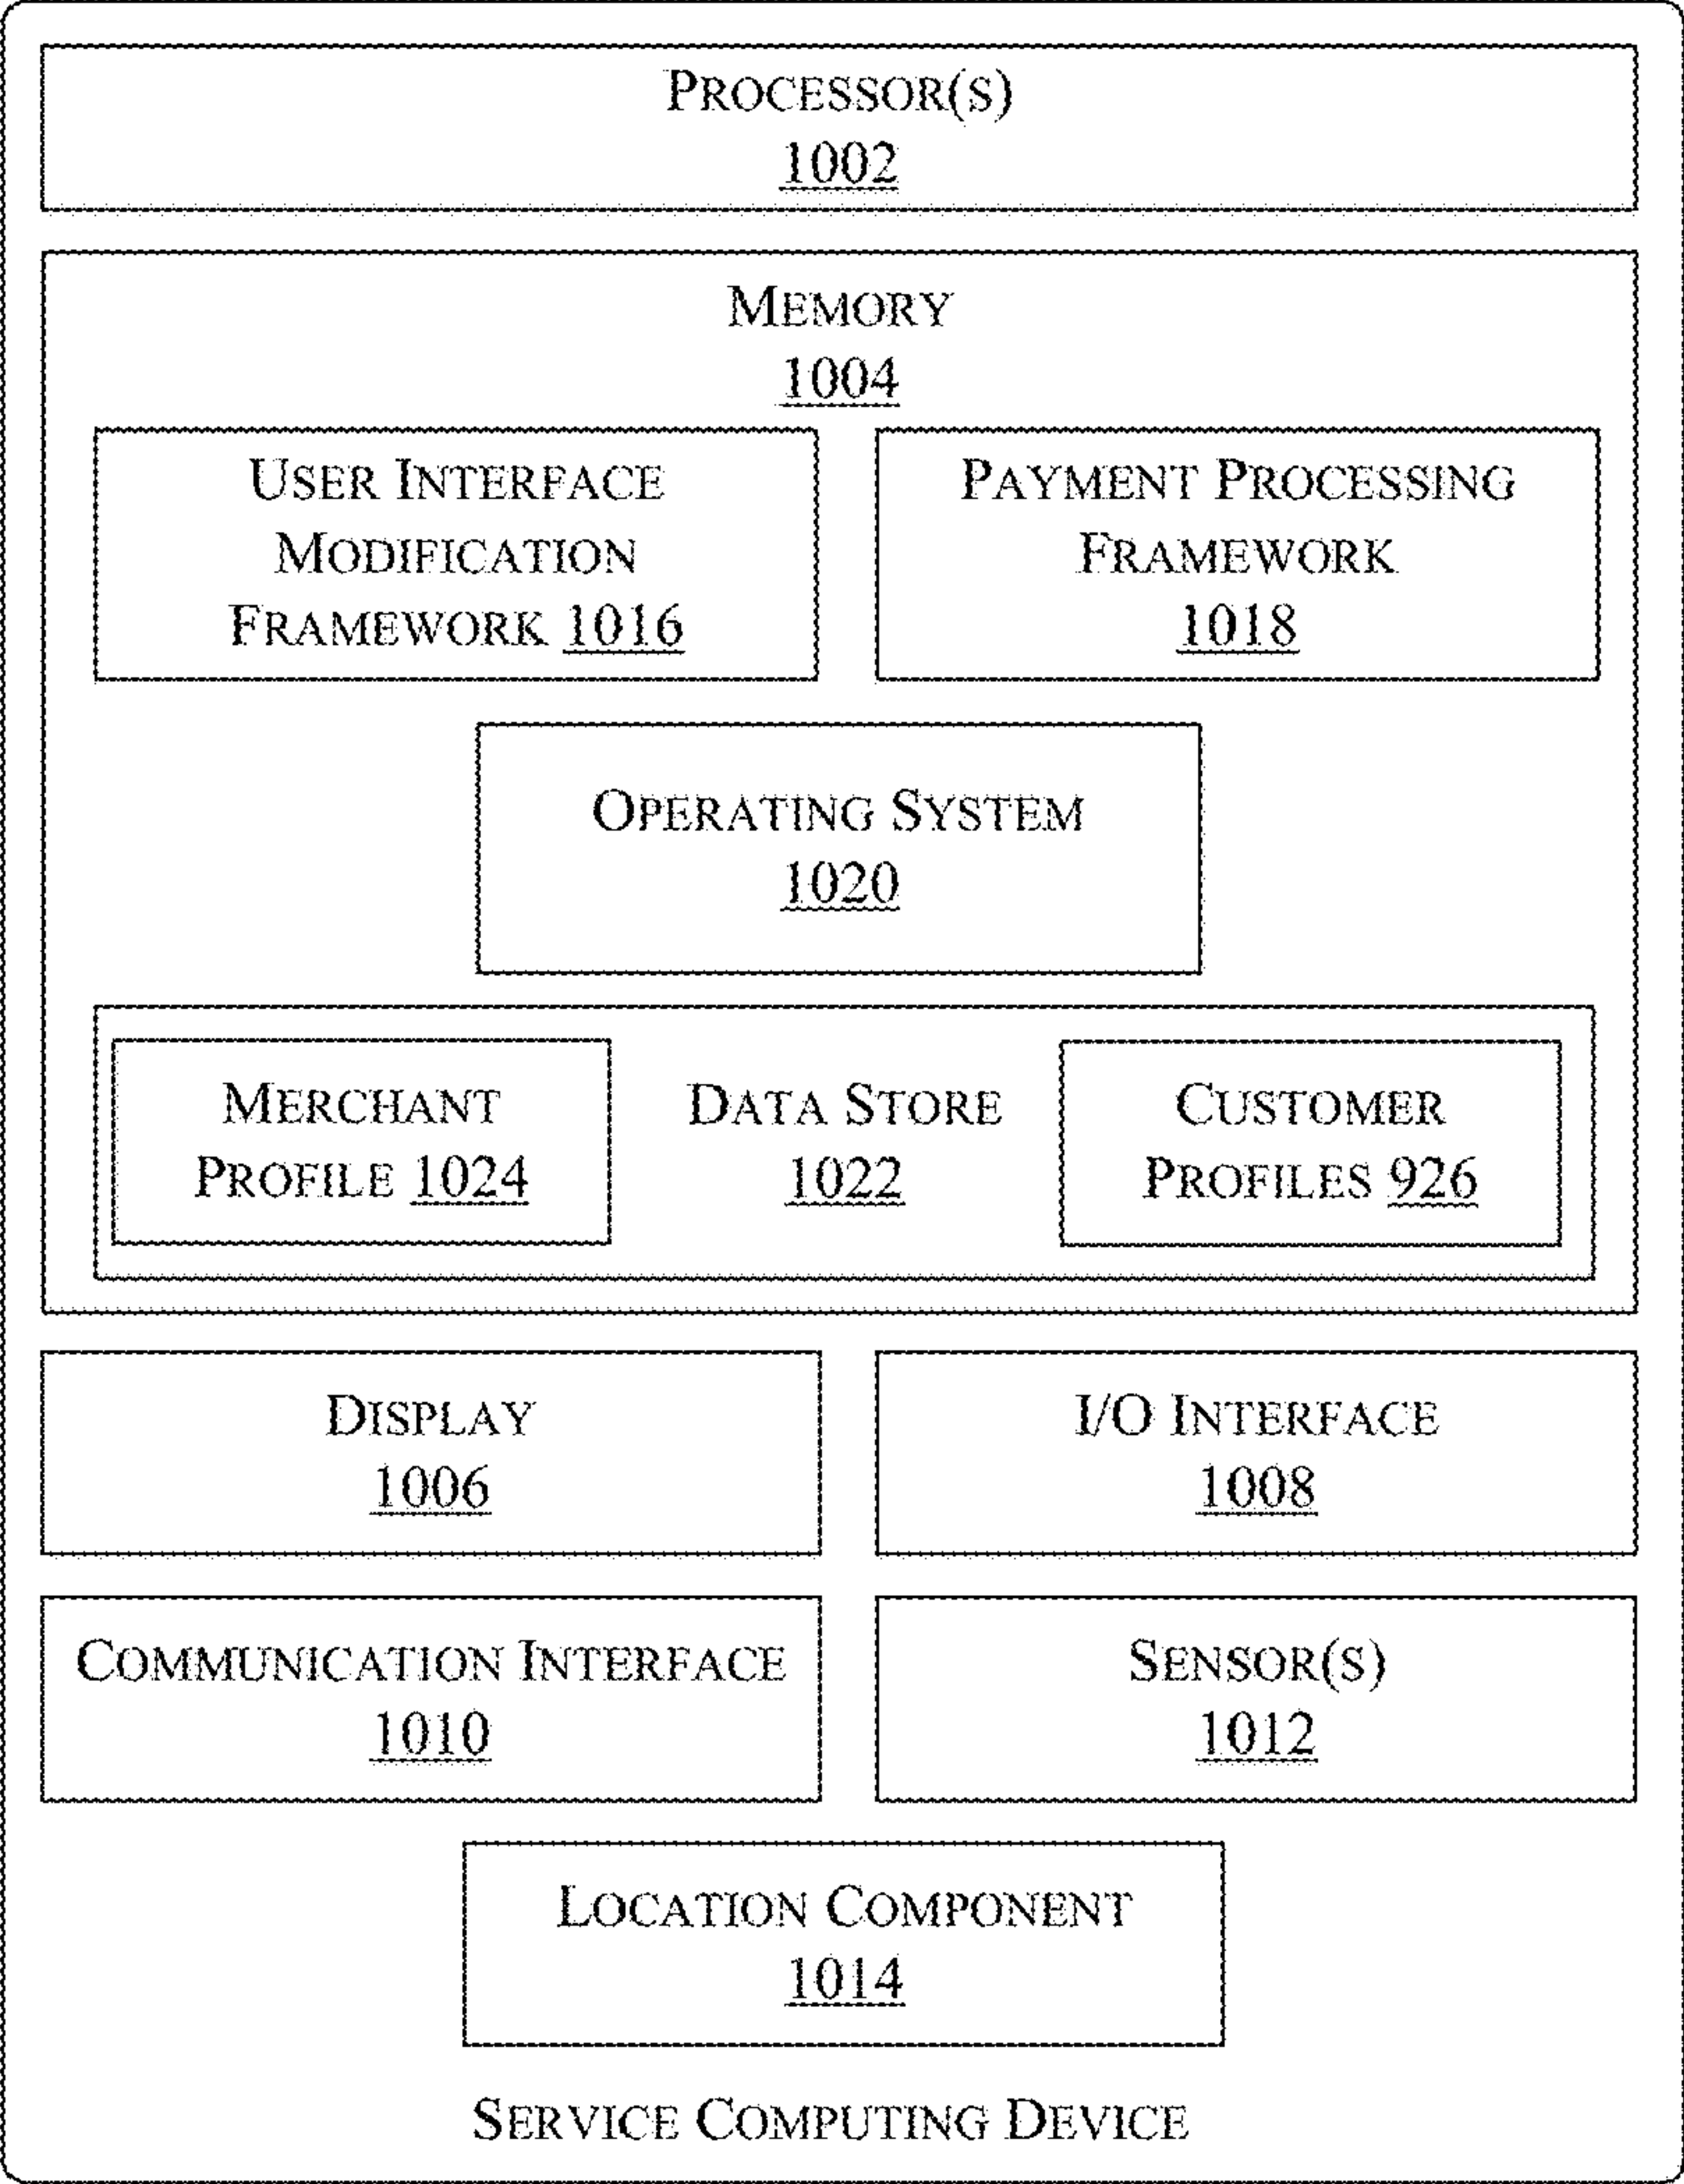 PROCESSOR(S)
1002
MEMORY
1004
USER INTERFACE
MODIFICATION
FRAMEWORK 1016
PAYMENT PROCESSING
FRAMEWORK
1018
OPERATING SYSTEM
1020
MERCHANT
PROFILE 1024
DATA STORE
1022
CUSTOMER
PROFILES 926
DISPLAY
1006
I/O INTERFACE
1008
COMMUNICATION INTERFACE
1010
SENSOR(S)
1012
LOCATION COMPONENT
1014
SERVICE COMPUTING DEVICE